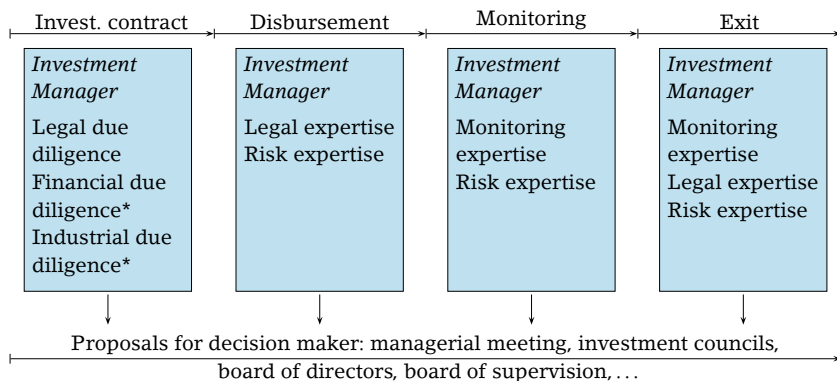 Invest. contract
Disbursement
Monitoring
Exit
Investment
Manager
Legal due
diligence
Financial due
diligence*
Industrial due
diligence*
Investment
Manager
Legal expertise
Risk expertise
Investment
Manager
Monitoring
expertise
Risk expertise
Investment
Manager
Monitoring
expertise
Legal expertise
Risk expertise
Proposals for decision maker: managerial meeting, investment councils,
board of directors, board of supervision, ...